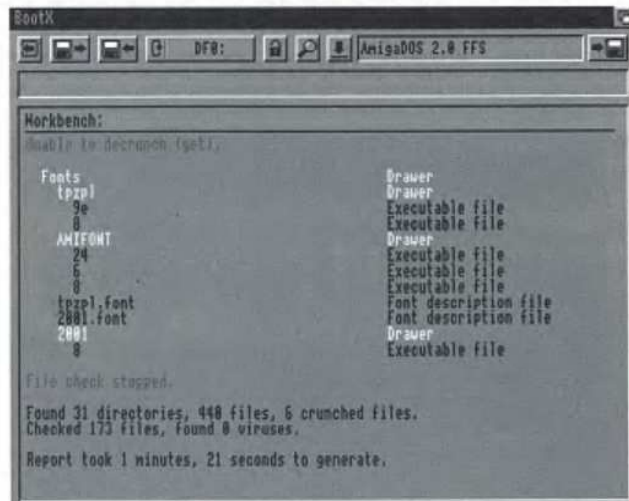 BootX
DF0: AmigaDOS 2.0 FFS
Workbench:
Unable to decrunch (yet).
Fonts Drawer
tpzpl Drawer
9e Executable file
8 Executable file
AMIFONT Drawer
24 Executable file
6 Executable file
8 Executable file
tpzpl.font Font description file
2001.font Font description file
2001 Drawer
8 Executable file
File check stopped.
Found 31 directories, 440 files, 6 crunched files.
Checked 173 files, found 0 viruses.
Report took 1 minutes, 21 seconds to generate.